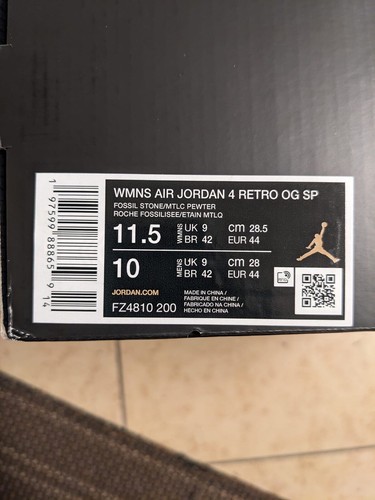 WMNS AIR JORDAN 4 RETRO OG SP
FOSSIL STONE/MTLC PEWTER
ROCHE FOSSILISEE/ETAIN MTLQ
11.5 WMNS UK 9 CM 28.5
BR 42 EUR 44
10 MENS UK 9 CM 28
BR 42 EUR 44
JORDAN.COM
FZ4810 200
MADE IN CHINA /
FABRIQUÉ EN CHINE /
FABRICADO NA CHINA /
HECHO EN CHINA
1 97599 88865 9 14